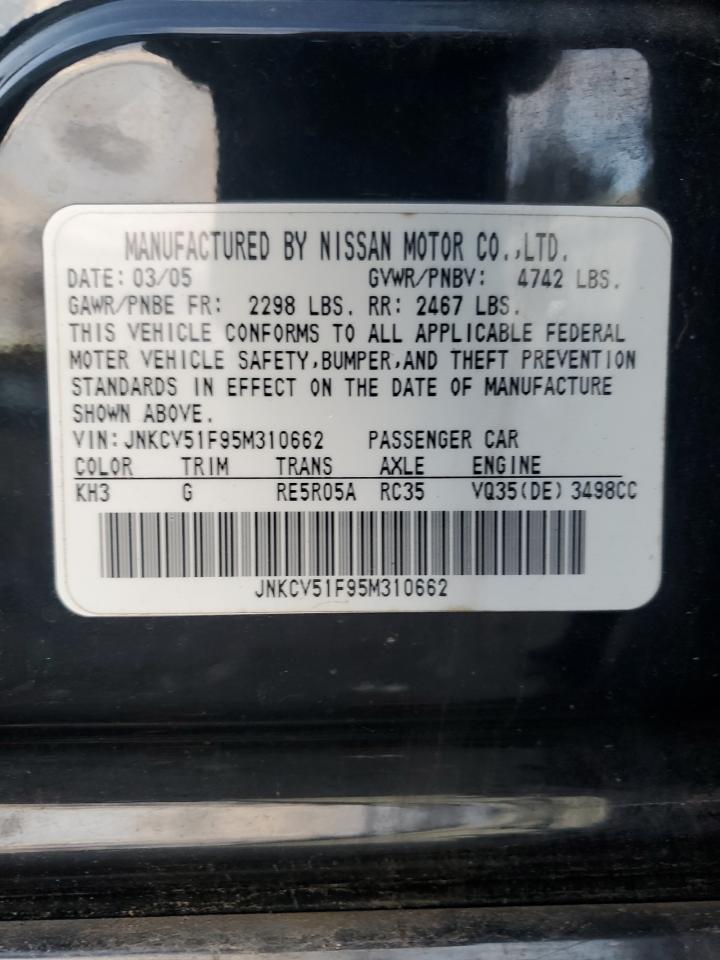 MANUFACTURED BY NISSAN MOTOR CO.,LTD.
DATE: 03/05 GVWR/PNBV: 4742 LBS.
GAWR/PNBE FR: 2298 LBS. RR: 2467 LBS.
THIS VEHICLE CONFORMS TO ALL APPLICABLE FEDERAL
MOTER VEHICLE SAFETY,BUMPER,AND THEFT PREVENTION
STANDARDS IN EFFECT ON THE DATE OF MANUFACTURE
SHOWN ABOVE.
VIN: JNKCV51F95M310662 PASSENGER CAR
COLOR TRIM TRANS AXLE ENGINE
KH3 G RE5R05A RC35 VQ35(DE) 3498CC
JNKCV51F95M310662